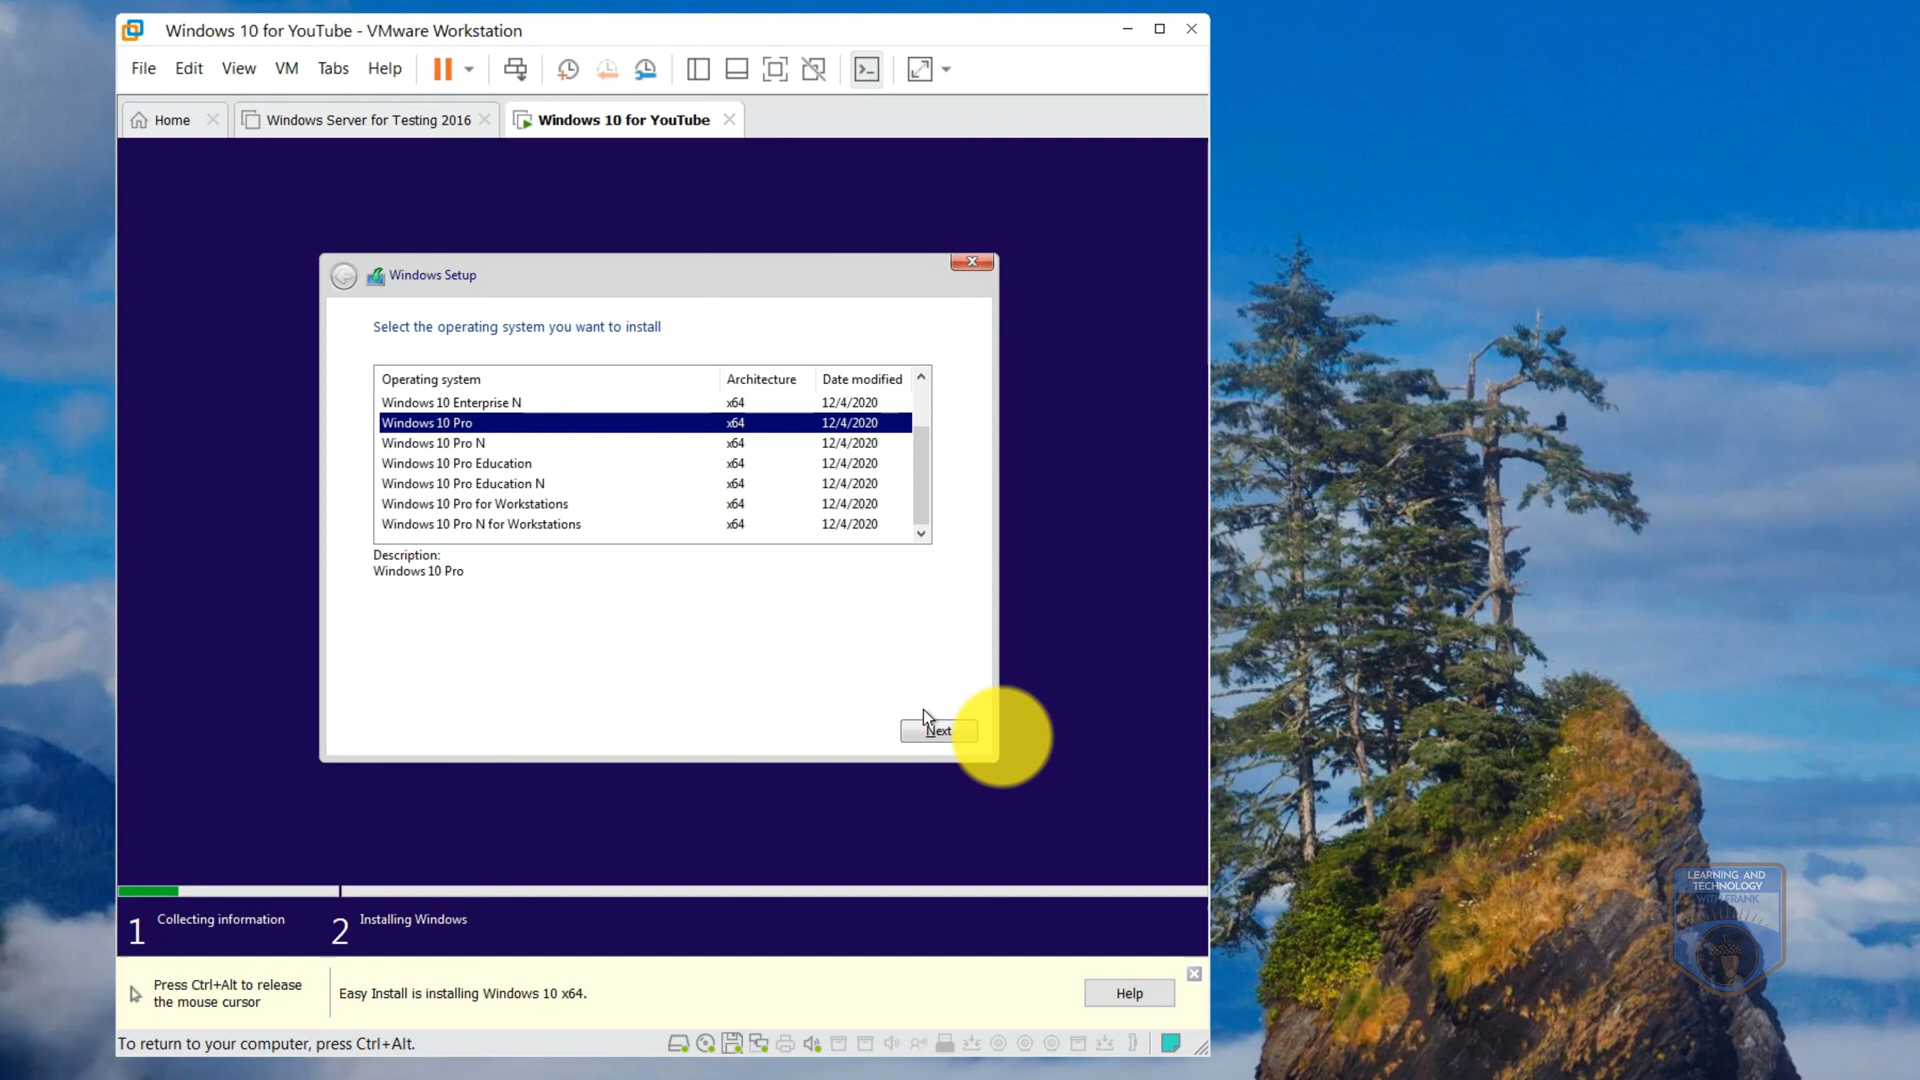 Windows 10 for YouTube - VMware Workstation
File Edit View VM Tabs Help
Home Windows Server for Testing 2016 Windows 10 for YouTube
Windows Setup
Select the operating system you want to install
Operating system Architecture Date modified
Windows 10 Enterprise N x64 12/4/2020
Windows 10 Pro x64 12/4/2020
Windows 10 Pro N x64 12/4/2020
Windows 10 Pro Education x64 12/4/2020
Windows 10 Pro Education N x64 12/4/2020
Windows 10 Pro for Workstations x64 12/4/2020
Windows 10 Pro N for Workstations x64 12/4/2020
Description:
Windows 10 Pro
Next
1 Collecting information 2 Installing Windows
Press Ctrl+Alt to release
the mouse cursor
Easy Install is installing Windows 10 x64.
Help
To return to your computer, press Ctrl+Alt.
LEARNING AND
TECHNOLOGY
WITH FRANK